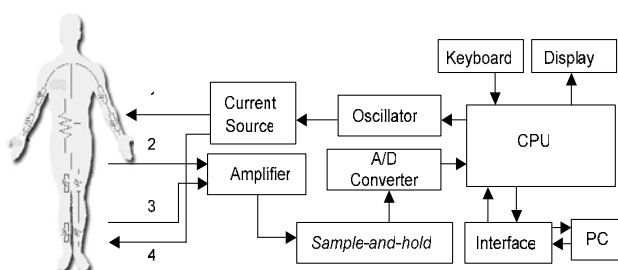 Keyboard
Display
Current
Source
Oscillator
CPU
2
Amplifier
A/D
Converter
3
4
Sample-and-hold
Interface
PC